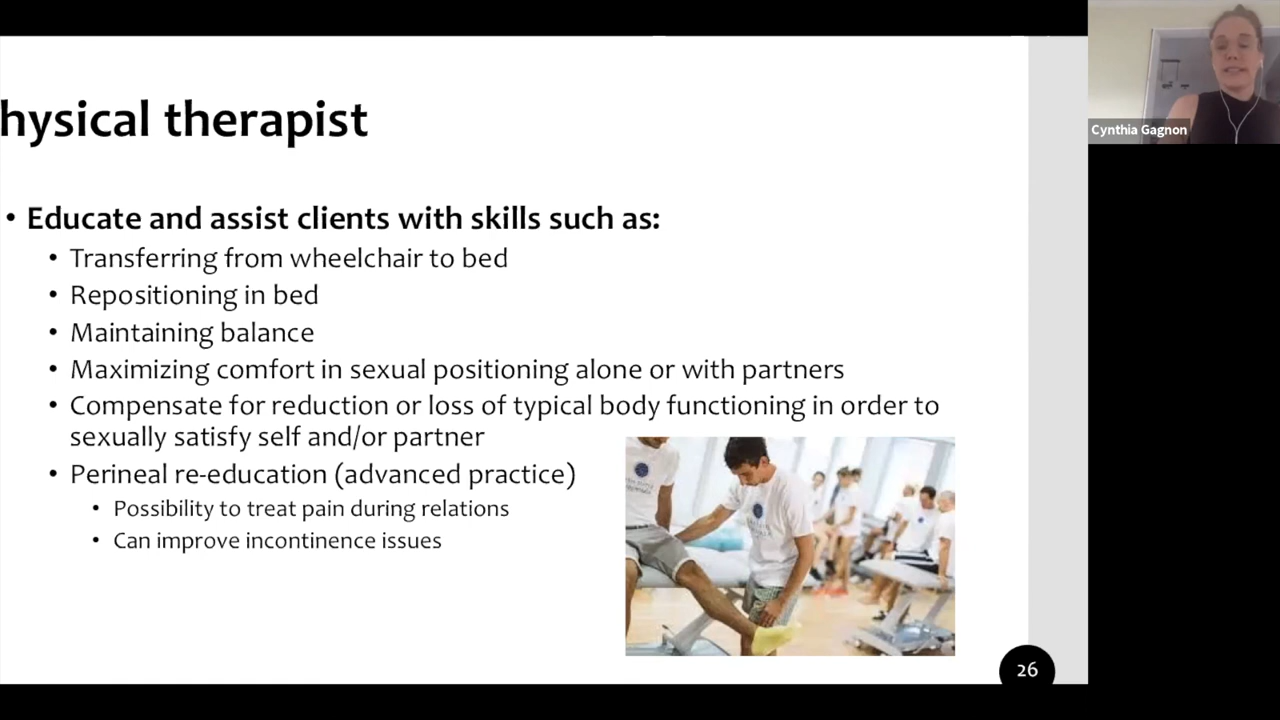 hysical therapist
• Educate and assist clients with skills such as:
• Transferring from wheelchair to bed
• Repositioning in bed
• Maintaining balance
• Maximizing comfort in sexual positioning alone or with partners
• Compensate for reduction or loss of typical body functioning in order to
sexually satisfy self and/or partner
• Perineal re-education (advanced practice)
• Possibility to treat pain during relations
• Can improve incontinence issues
26
Cynthia Gagnon